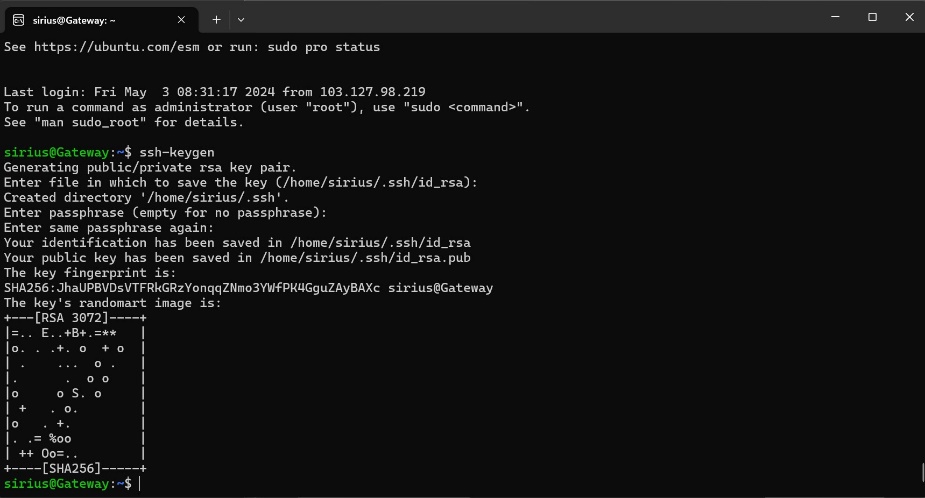 sirius@Gateway: ~
See https://ubuntu.com/esm or run: sudo pro status
Last login: Fri May  3 08:31:17 2024 from 103.127.98.219
To run a command as administrator (user "root"), use "sudo <command>".
See "man sudo_root" for details.
sirius@Gateway:~$ ssh-keygen
Generating public/private rsa key pair.
Enter file in which to save the key (/home/sirius/.ssh/id_rsa):
Created directory '/home/sirius/.ssh'.
Enter passphrase (empty for no passphrase):
Enter same passphrase again:
Your identification has been saved in /home/sirius/.ssh/id_rsa
Your public key has been saved in /home/sirius/.ssh/id_rsa.pub
The key fingerprint is:
SHA256:JhaUPBVDsVTFRkGRzYonqqZNmo3YWfPK4GguZAyBAXc sirius@Gateway
The key's randomart image is:
+---[RSA 3072]----+
|=.. E..+B+.=**   |
|o. . .+. o  + o  |
| .    ...  o .   |
|.      .  o o    |
|o     o S. o     |
| +   . o.        |
|o   . +.         |
|. .= %oo         |
| ++ Oo=..        |
+----[SHA256]-----+
sirius@Gateway:~$